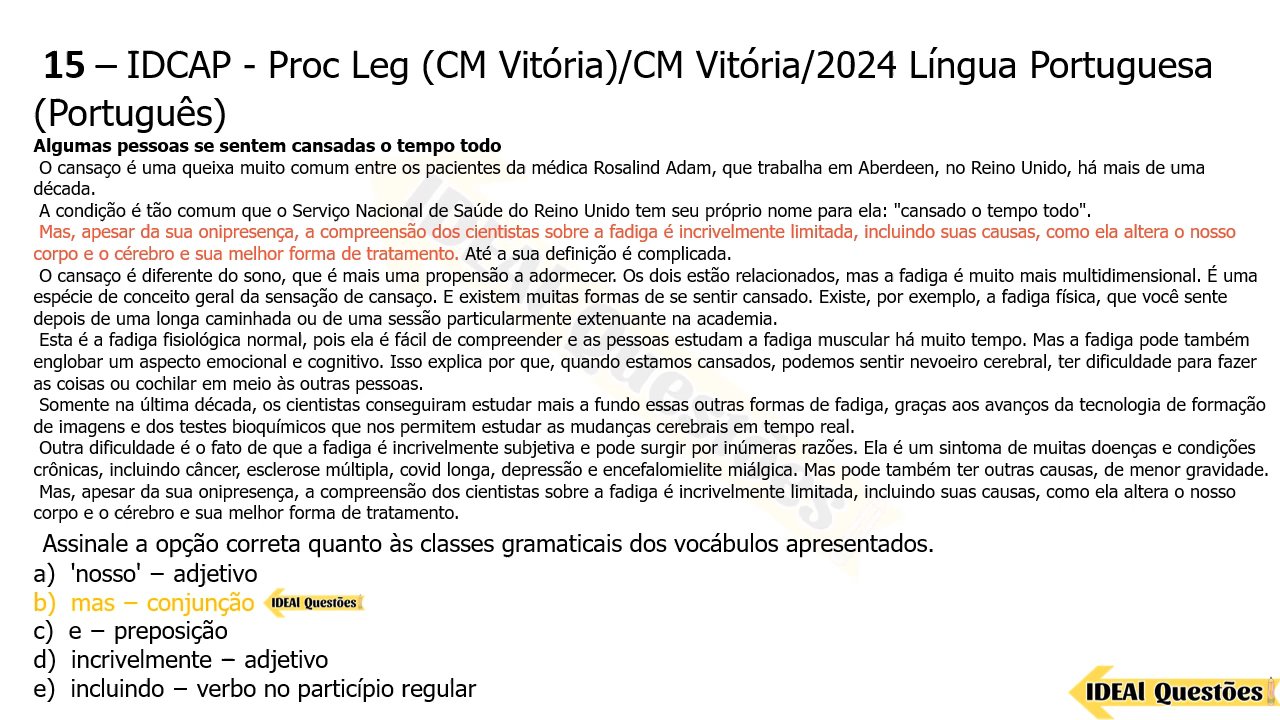 15 – IDCAP - Proc Leg (CM Vitória)/CM Vitória/2024 Língua Portuguesa
(Português)
Algumas pessoas se sentem cansadas o tempo todo
O cansaço é uma queixa muito comum entre os pacientes da médica Rosalind Adam, que trabalha em Aberdeen, no Reino Unido, há mais de uma
década.
A condição é tão comum que o Serviço Nacional de Saúde do Reino Unido tem seu próprio nome para ela: "cansado o tempo todo".
Mas, apesar da sua onipresença, a compreensão dos cientistas sobre a fadiga é incrivelmente limitada, incluindo suas causas, como ela altera o nosso
corpo e o cérebro e sua melhor forma de tratamento. Até a sua definição é complicada.
O cansaço é diferente do sono, que é mais uma propensão a adormecer. Os dois estão relacionados, mas a fadiga é muito mais multidimensional. É uma
espécie de conceito geral da sensação de cansaço. E existem muitas formas de se sentir cansado. Existe, por exemplo, a fadiga física, que você sente
depois de uma longa caminhada ou de uma sessão particularmente extenuante na academia.
Esta é a fadiga fisiológica normal, pois ela é fácil de compreender e as pessoas estudam a fadiga muscular há muito tempo. Mas a fadiga pode também
englobar um aspecto emocional e cognitivo. Isso explica por que, quando estamos cansados, podemos sentir nevoeiro cerebral, ter dificuldade para fazer
as coisas ou cochilar em meio às outras pessoas.
Somente na última década, os cientistas conseguiram estudar mais a fundo essas outras formas de fadiga, graças aos avanços da tecnologia de formação
de imagens e dos testes bioquímicos que nos permitem estudar as mudanças cerebrais em tempo real.
Outra dificuldade é o fato de que a fadiga é incrivelmente subjetiva e pode surgir por inúmeras razões. Ela é um sintoma de muitas doenças e condições
crônicas, incluindo câncer, esclerose múltipla, covid longa, depressão e encefalomielite miálgica. Mas pode também ter outras causas, de menor gravidade.
Mas, apesar da sua onipresença, a compreensão dos cientistas sobre a fadiga é incrivelmente limitada, incluindo suas causas, como ela altera o nosso
corpo e o cérebro e sua melhor forma de tratamento.
Assinale a opção correta quanto às classes gramaticais dos vocábulos apresentados.
a) 'nosso' – adjetivo
b) mas – conjunção IDEAl Questões
c) e – preposição
d) incrivelmente – adjetivo
e) incluindo – verbo no particípio regular
IDEAl Questões
IDEAl Questões